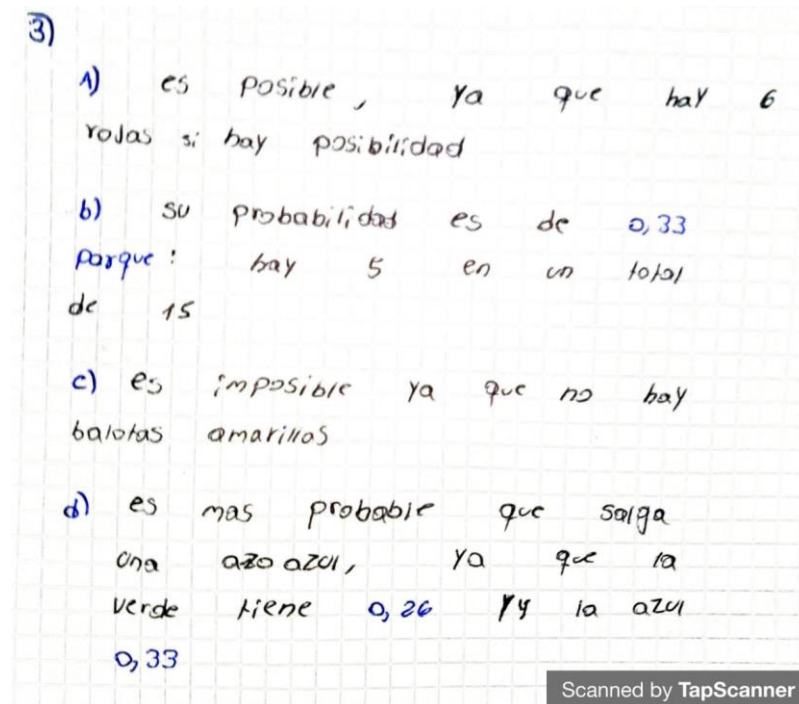 3)
A) es posible, ya que hay 6
rojas si hay posibilidad
b) su probabilidad es de 0,33
porque: hay 5 en un total
de 15
c) es imposible ya que no hay
balotas amarillas
d) es mas probable que salga
una azo azul, ya que la
verde tiene 0,26 yy la azul
0,33
Scanned by TapScanner